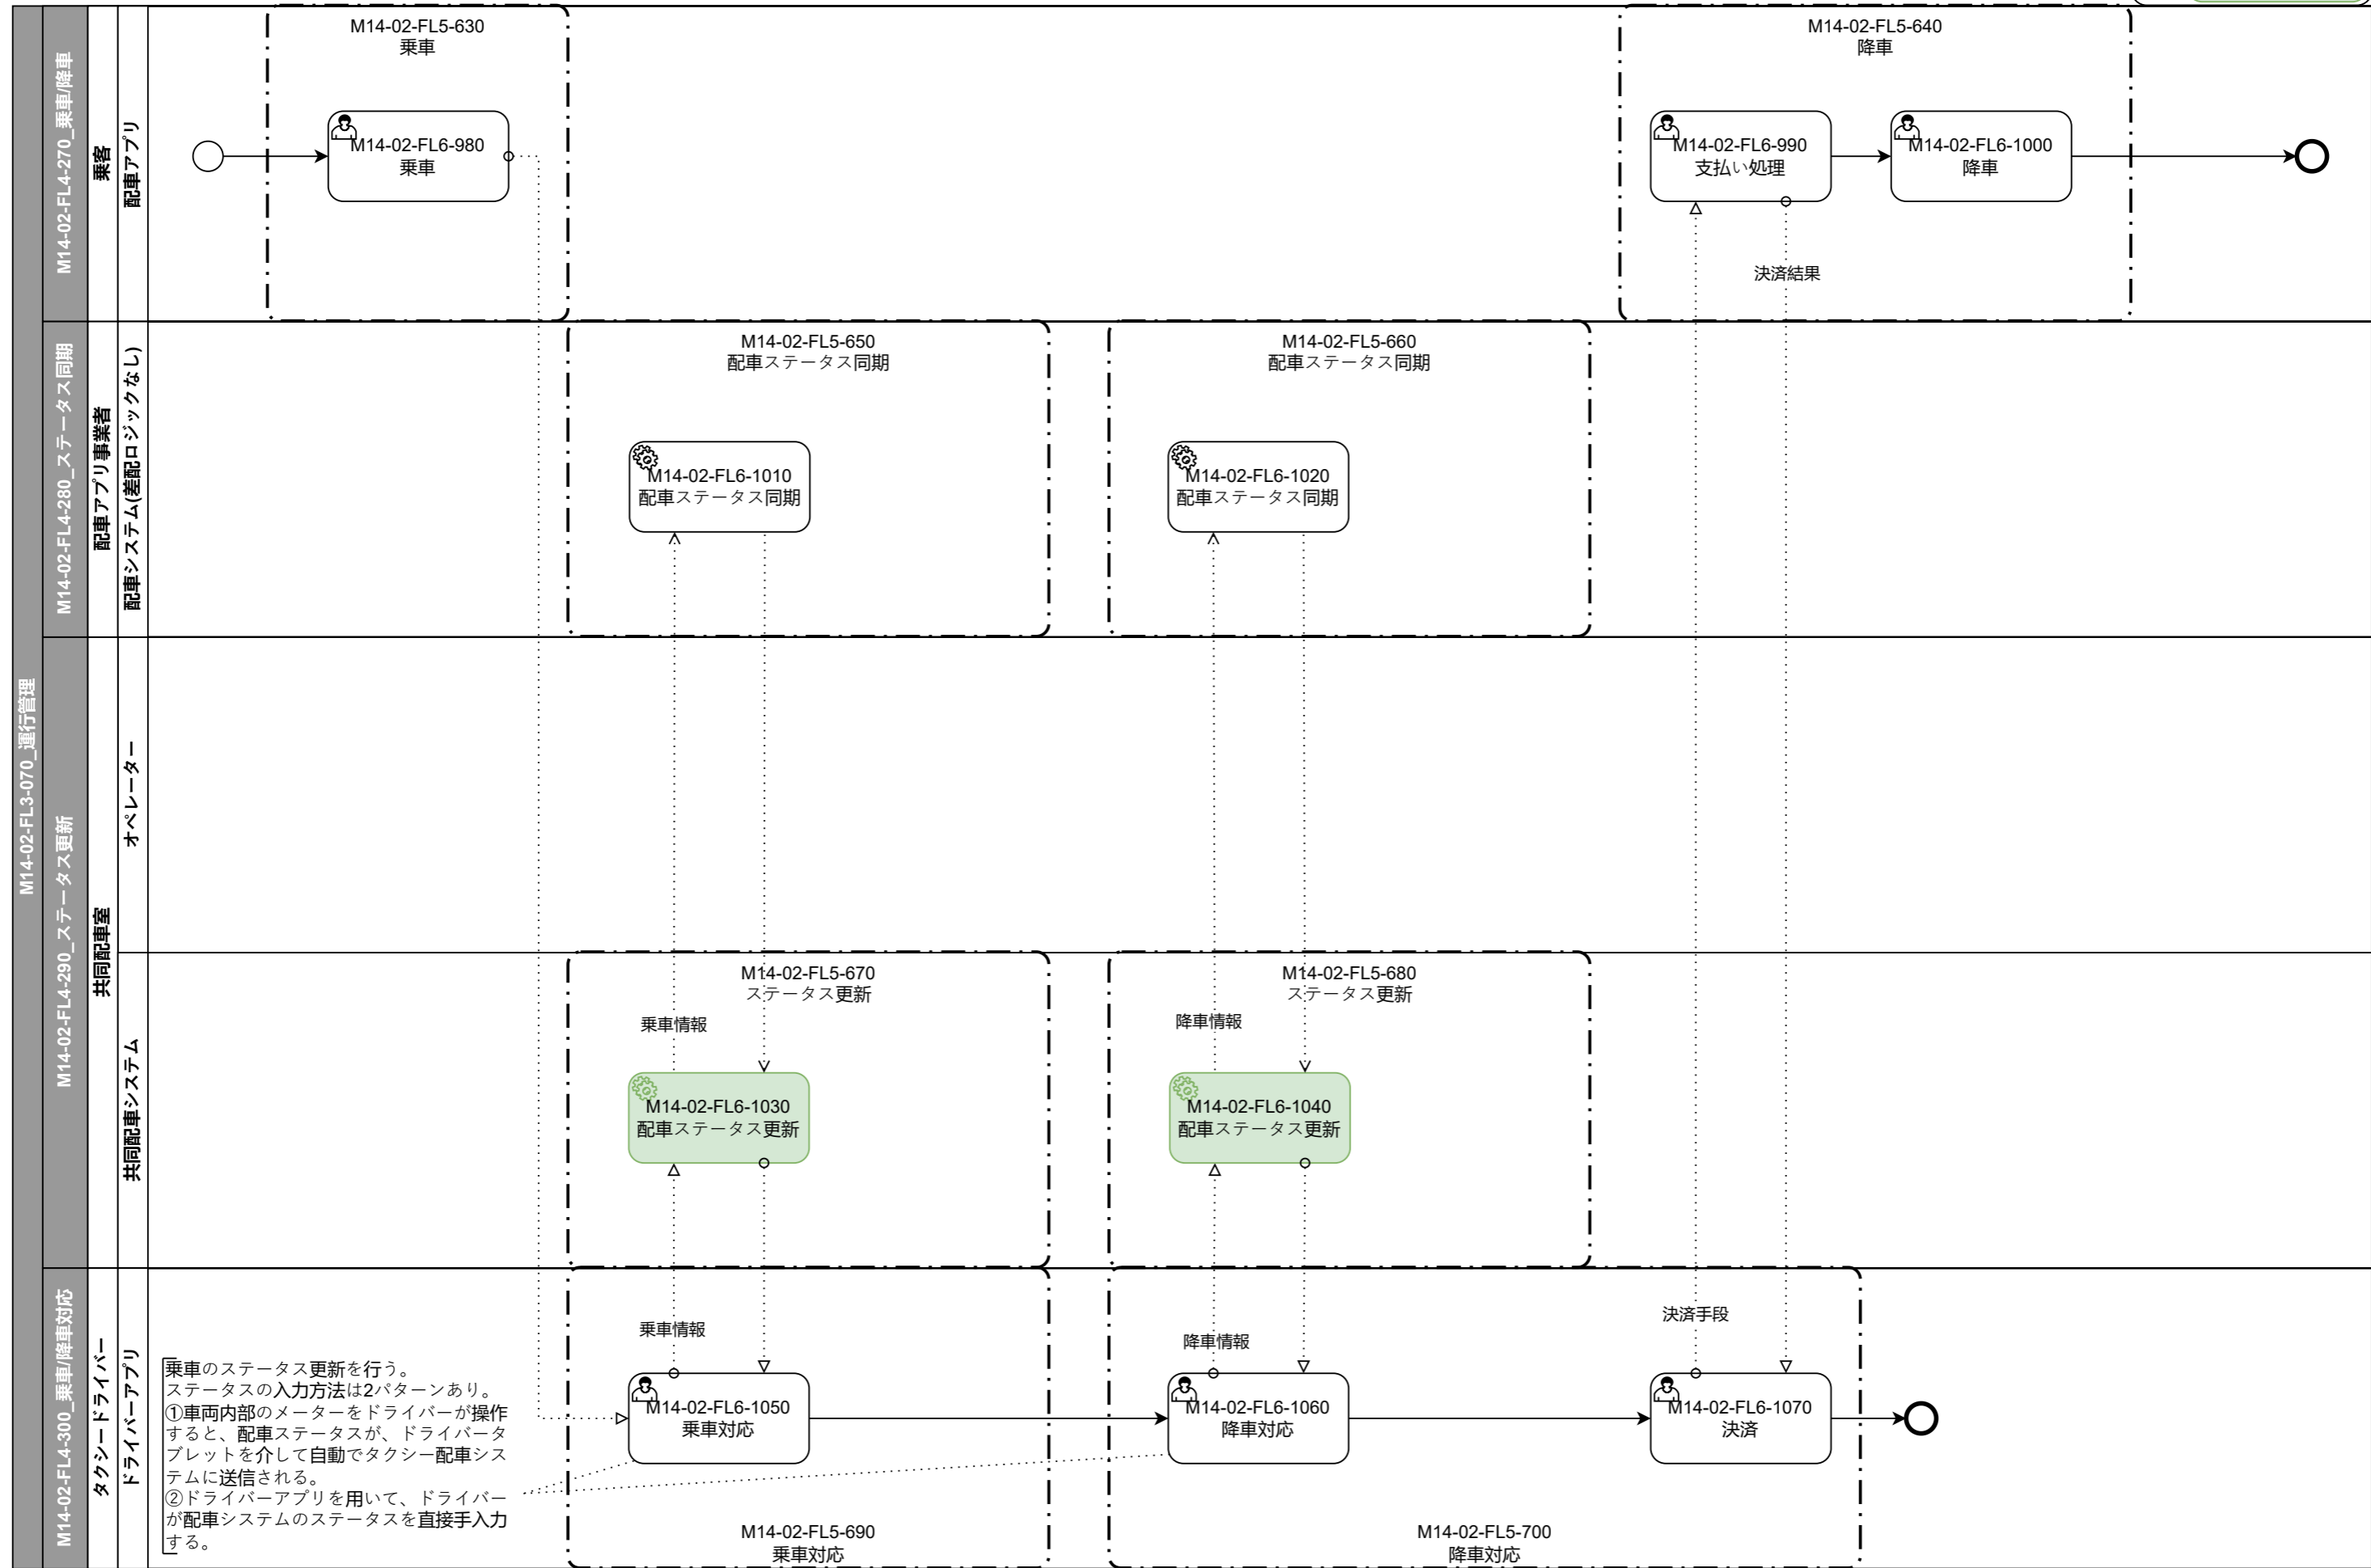 M14-02-FL3-070_運行管理
M14-02-FL4-270_乗車/降車
乗客
配車アプリ
M14-02-FL5-630
乗車
M14-02-FL6-980
乗車
M14-02-FL5-640
降車
M14-02-FL6-990
支払い処理
M14-02-FL6-1000
降車
決済結果
M14-02-FL4-280_ステータス同期
配車アプリ事業者
配車システム(差配ロジックなし)
M14-02-FL5-650
配車ステータス同期
M14-02-FL6-1010
配車ステータス同期
M14-02-FL5-660
配車ステータス同期
M14-02-FL6-1020
配車ステータス同期
M14-02-FL4-290_ステータス更新
共同配車室
オペレーター
共同配車システム
M14-02-FL5-670
ステータス更新
乗車情報
M14-02-FL6-1030
配車ステータス更新
M14-02-FL5-680
ステータス更新
降車情報
M14-02-FL6-1040
配車ステータス更新
M14-02-FL4-300_乗車/降車対応
タクシードライバー
ドライバーアプリ
乗車のステータス更新を行う。
ステータスの入力方法は2パターンあり。
①車両内部のメーターをドライバーが操作
すると、配車ステータスが、ドライバータ
ブレットを介して自動でタクシー配車シス
テムに送信される。
②ドライバーアプリを用いて、ドライバー
が配車システムのステータスを直接手入力
する。
乗車情報
M14-02-FL6-1050
乗車対応
M14-02-FL5-690
乗車対応
降車情報
M14-02-FL6-1060
降車対応
決済手段
M14-02-FL6-1070
決済
M14-02-FL5-700
降車対応